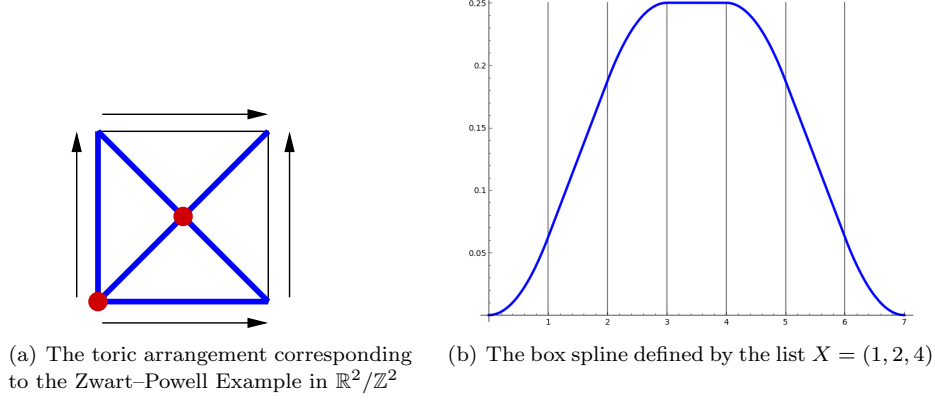 0.25
0.2
0.15
0.1
0.05
1 2 3 4 5 6 7
(a) The toric arrangement corresponding
to the Zwart–Powell Example in ℝ²/ℤ²
(b) The box spline defined by the list X = (1, 2, 4)